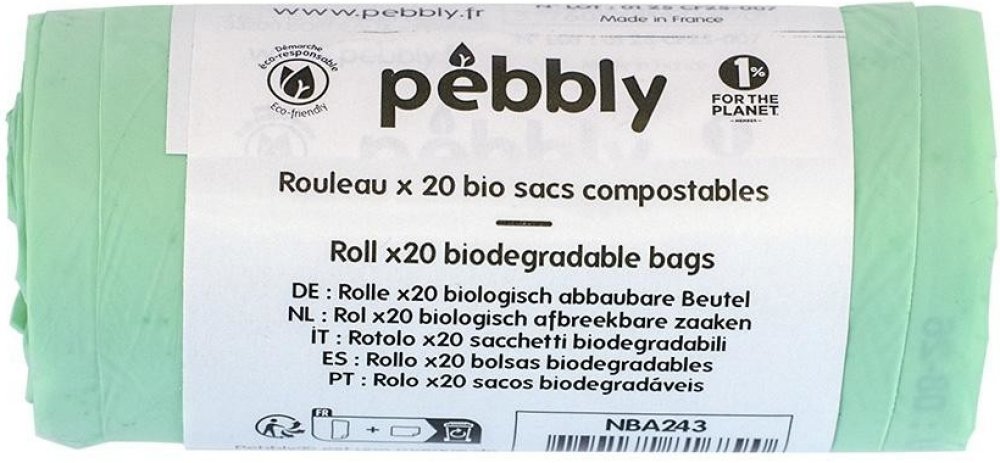 www.pebbly.fr
Made in France
Démarche
éco-responsable
Eco-friendly
pebbly
1%
FOR THE
PLANET
MEMBER
Rouleau x 20 bio sacs compostables
Roll x20 biodegradable bags
DE : Rolle x20 biologisch abbaubare Beutel
NL : Rol x20 biologisch afbreekbare zaaken
IT : Rotolo x20 sacchetti biodegradabili
ES : Rollo x20 bolsas biodegradables
PT : Rolo x20 sacos biodegradáveis
FR
+
NBA243